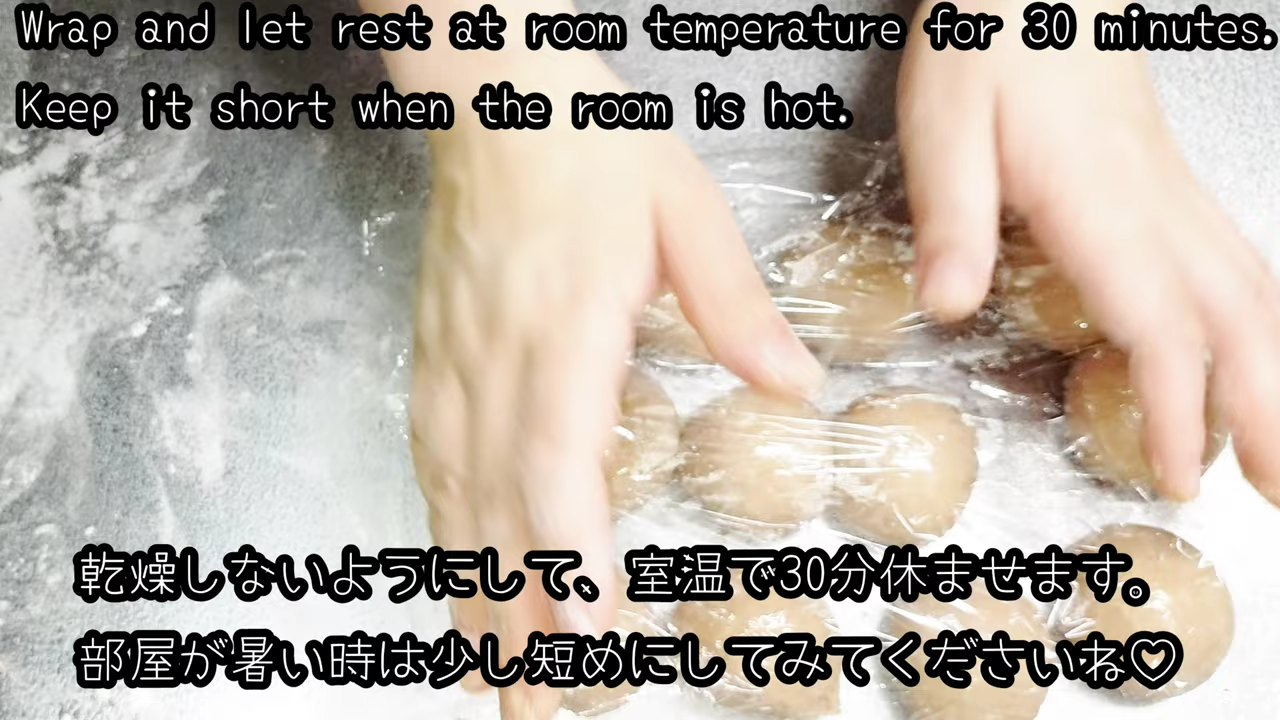 Wrap and let rest at room temperature for 30 minutes.
Keep it short when the room is hot.
乾燥しないようにして、室温で30分休ませます。
部屋が暑い時は少し短めにしてみてくださいね♡